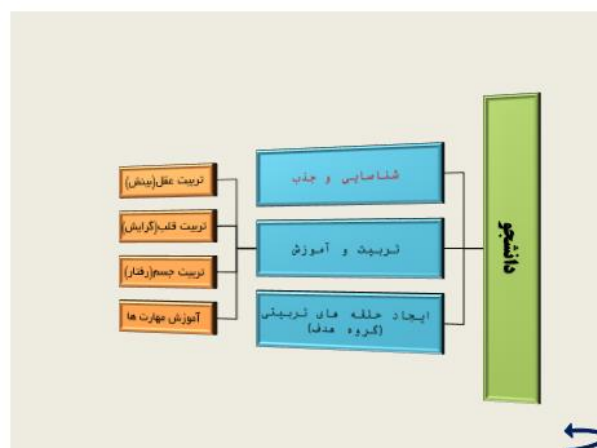 دانشجو
شناسایی و جذب
تربیت و آموزش
ایجاد حلقه های تربیتی
(گروه هدف)
تربیت عقل(بینش)
تربیت قلب(گرایش)
تربیت جسم(رفتار)
آموزش مهارت ها